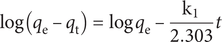 log(qₑ − qₜ) = log qₑ − k₁/2.303 t